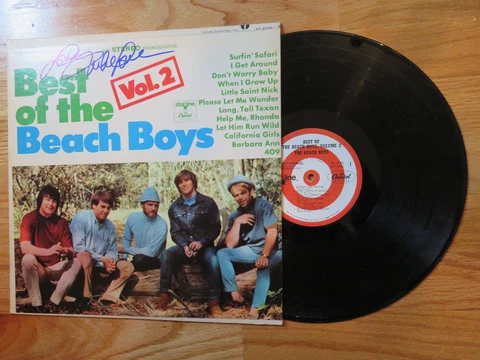 STEREO
Best
of the
Beach Boys
Vol. 2
starline
Capitol
Surfin' Safari
I Get Around
Don't Worry Baby
When I Grow Up
Little Saint Nick
Please Let Me Wonder
Long, Tall Texan
Help Me, Rhonda
Let Him Run Wild
California Girls
Barbara Ann
409
BEST OF
THE BEACH BOYS, VOLUME 2
THE BEACH BOYS
Capitol